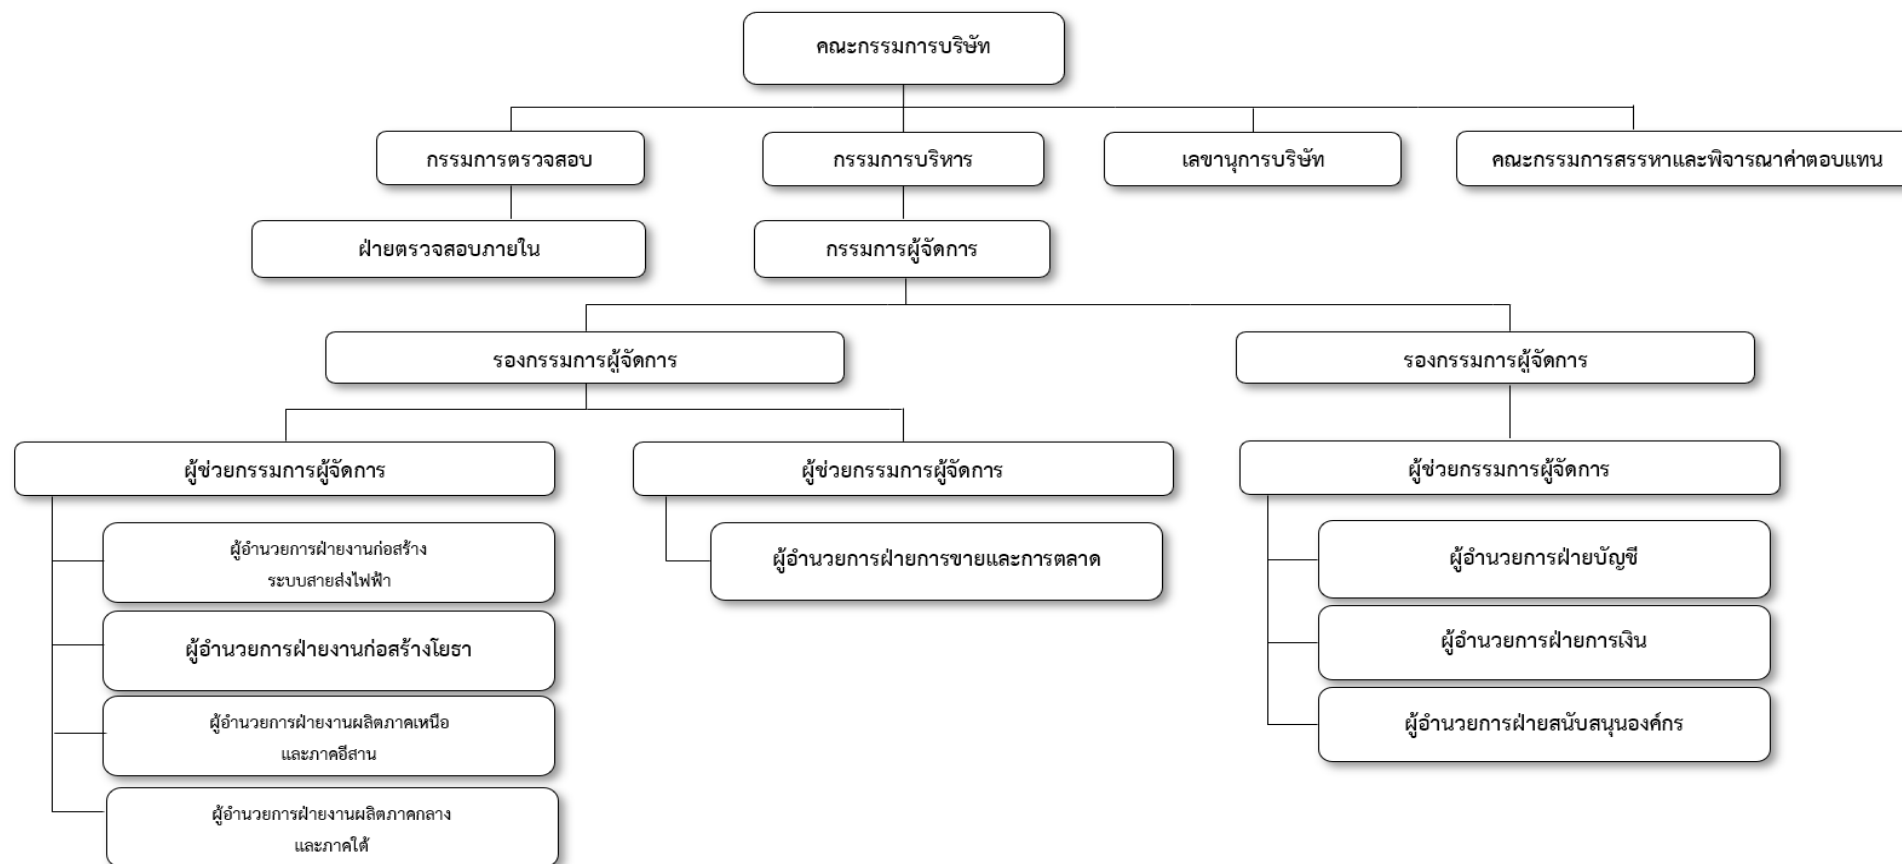 คณะกรรมการบริษัท
กรรมการตรวจสอบ
กรรมการบริหาร
เลขานุการบริษัท
คณะกรรมการสรรหาและพิจารณาค่าตอบแทน
ฝ่ายตรวจสอบภายใน
กรรมการผู้จัดการ
รองกรรมการผู้จัดการ
รองกรรมการผู้จัดการ
ผู้ช่วยกรรมการผู้จัดการ
ผู้ช่วยกรรมการผู้จัดการ
ผู้ช่วยกรรมการผู้จัดการ
ผู้อำนวยการฝ่ายงานก่อสร้าง
ระบบสายส่งไฟฟ้า
ผู้อำนวยการฝ่ายงานก่อสร้างโยธา
ผู้อำนวยการฝ่ายงานผลิตภาคเหนือ
และภาคอีสาน
ผู้อำนวยการฝ่ายงานผลิตภาคกลาง
และภาคใต้
ผู้อำนวยการฝ่ายการขายและการตลาด
ผู้อำนวยการฝ่ายบัญชี
ผู้อำนวยการฝ่ายการเงิน
ผู้อำนวยการฝ่ายสนับสนุนองค์กร